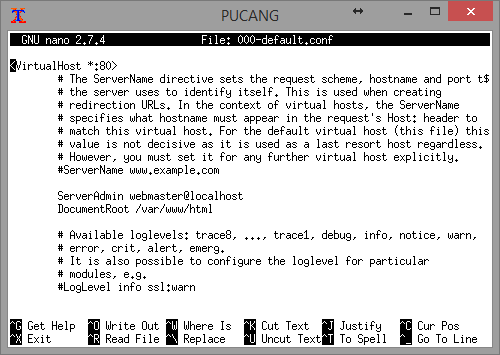 PUCANG
GNU nano 2.7.4 File: 000-default.conf
<VirtualHost *:80>
# The ServerName directive sets the request scheme, hostname and port t$
# the server uses to identify itself. This is used when creating
# redirection URLs. In the context of virtual hosts, the ServerName
# specifies what hostname must appear in the request's Host: header to
# match this virtual host. For the default virtual host (this file) this
# value is not decisive as it is used as a last resort host regardless.
# However, you must set it for any further virtual host explicitly.
#ServerName www.example.com
ServerAdmin webmaster@localhost
DocumentRoot /var/www/html
# Available loglevels: trace8, ..., trace1, debug, info, notice, warn,
# error, crit, alert, emerg.
# It is also possible to configure the loglevel for particular
# modules, e.g.
#LogLevel info ssl:warn
^G Get Help ^O Write Out ^W Where Is ^K Cut Text ^J Justify ^C Cur Pos
^X Exit ^R Read File ^\ Replace ^U Uncut Text ^T To Spell ^_ Go To Line